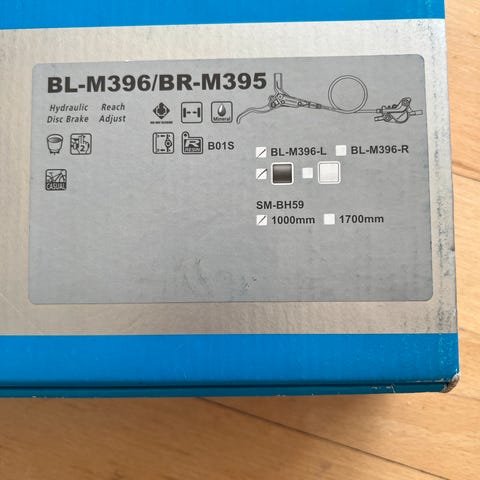 BL-M396/BR-M395
Hydraulic Reach
Disc Brake Adjust
Mineral
B01S
BL-M396-L BL-M396-R
CASUAL
SM-BH59
1000mm 1700mm